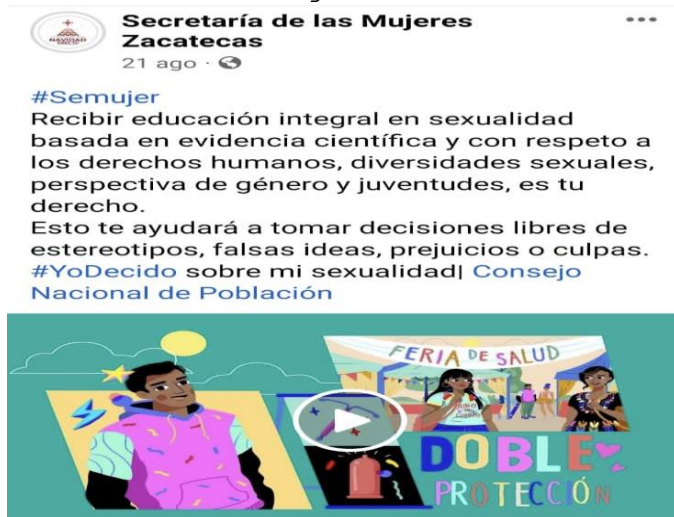 Secretaría de las Mujeres
Zacatecas
21 ago ·
#Semujer
Recibir educación integral en sexualidad
basada en evidencia científica y con respeto a
los derechos humanos, diversidades sexuales,
perspectiva de género y juventudes, es tu
derecho.
Esto te ayudará a tomar decisiones libres de
estereotipos, falsas ideas, prejuicios o culpas.
#YoDecido sobre mi sexualidad| Consejo
Nacional de Población
FERIA DE SALUD
DOBLE
PROTECCIÓN